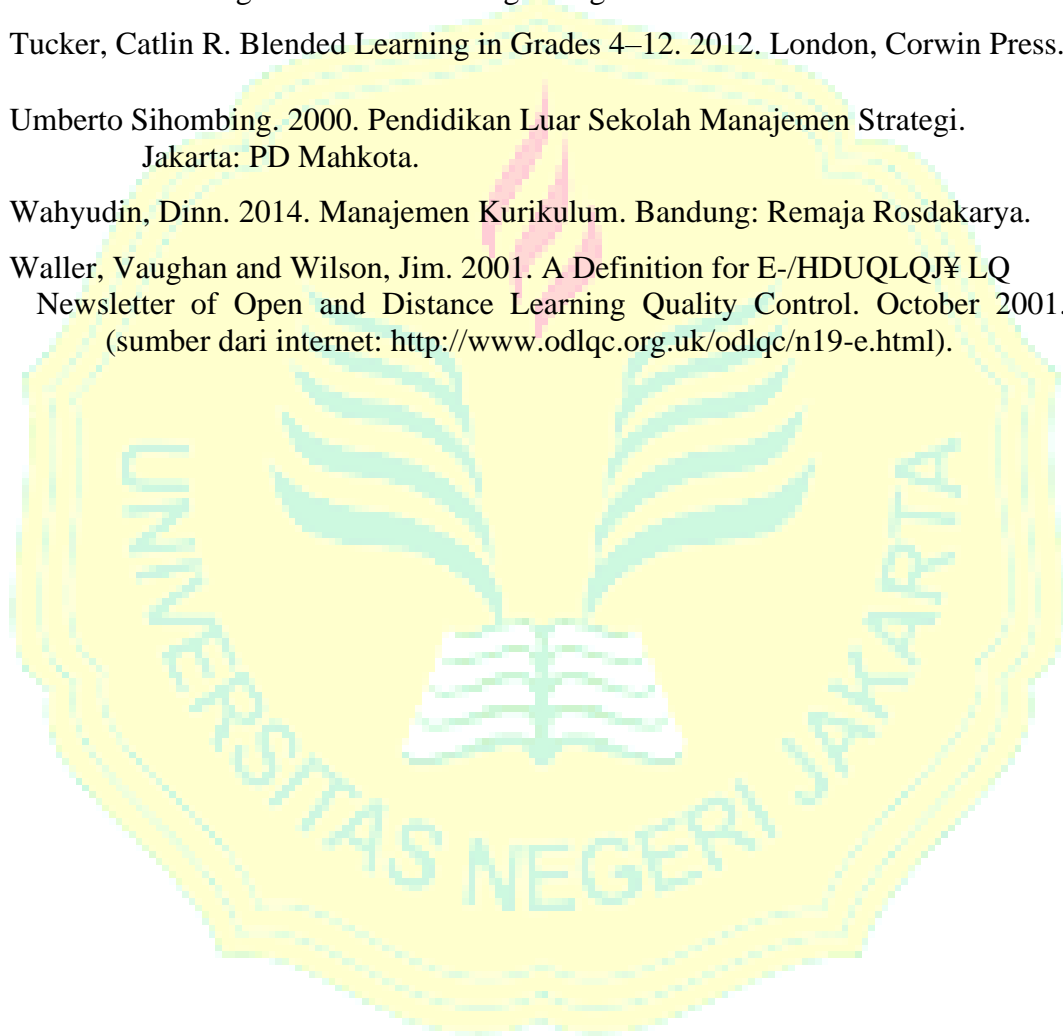 Tucker, Catlin R. Blended Learning in Grades 4–12. 2012. London, Corwin Press.
Umberto Sihombing. 2000. Pendidikan Luar Sekolah Manajemen Strategi.
Jakarta: PD Mahkota.
Wahyudin, Dinn. 2014. Manajemen Kurikulum. Bandung: Remaja Rosdakarya.
Waller, Vaughan and Wilson, Jim. 2001. A Definition for E-/HDUQLQJ¥ LQ
Newsletter of Open and Distance Learning Quality Control. October 2001.
(sumber dari internet: http://www.odlqc.org.uk/odlqc/n19-e.html).
UNIVERSITAS NEGERI JAKARTA